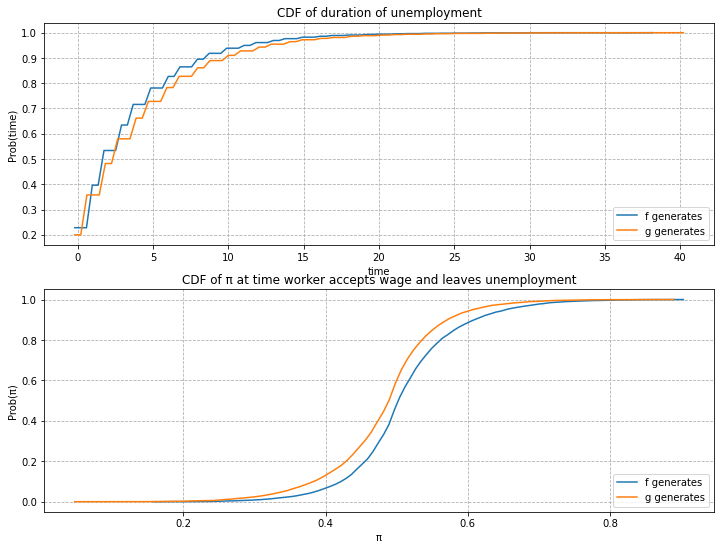 CDF of duration of unemployment
1.0
0.9
0.8
0.7
0.6
0.5
0.4
0.3
0.2
Prob(time)
f generates
g generates
0 5 10 15 20 25 30 35 40
time
CDF of π at time worker accepts wage and leaves unemployment
1.0
0.8
0.6
0.4
0.2
0.0
Prob(π)
f generates
g generates
0.2 0.4 0.6 0.8
π